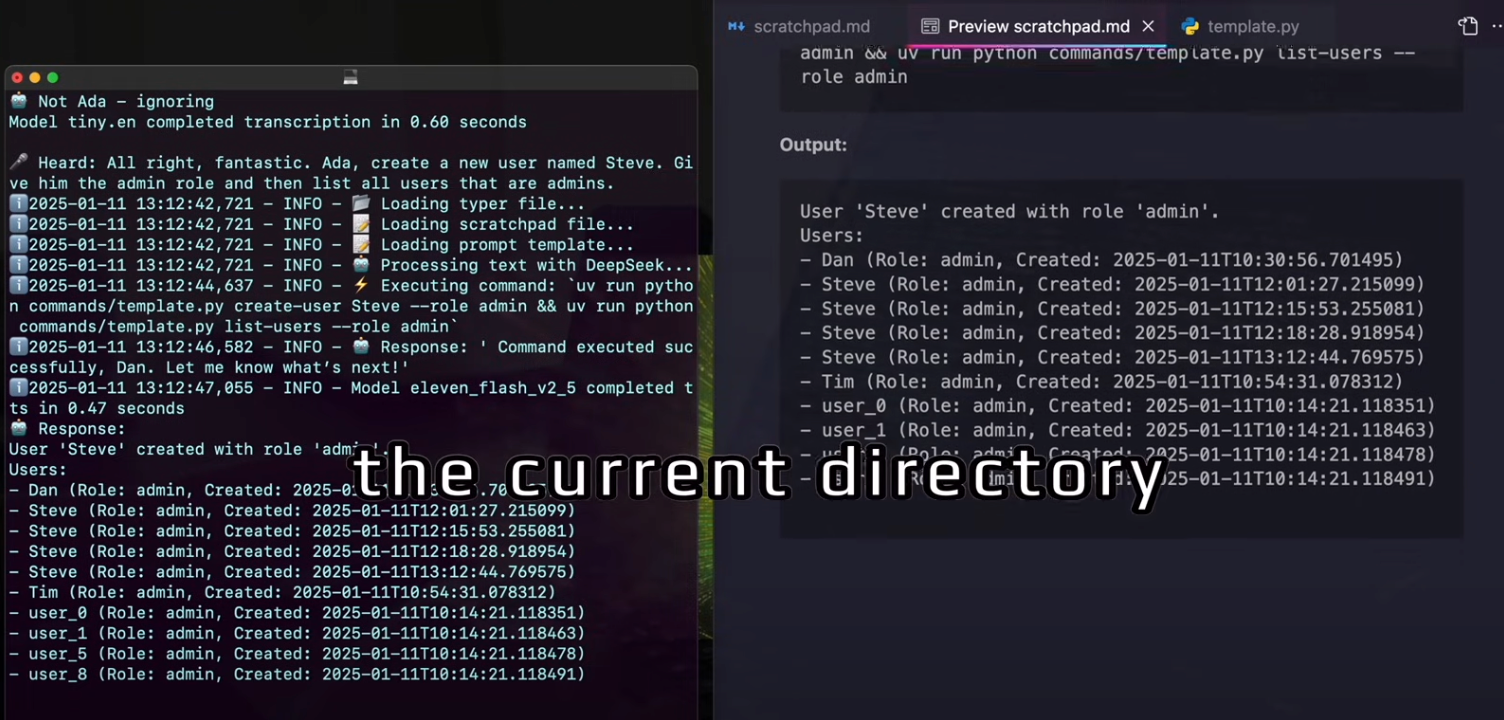 Not Ada – ignoring
Model tiny.en completed transcription in 0.60 seconds
Heard: All right, fantastic. Ada, create a new user named Steve. Gi
ve him the admin role and then list all users that are admins.
2025-01-11 13:12:42,721 – INFO – Loading typer file...
2025-01-11 13:12:42,721 – INFO – Loading scratchpad file...
2025-01-11 13:12:42,721 – INFO – Loading prompt template...
2025-01-11 13:12:42,721 – INFO – Processing text with DeepSeek...
2025-01-11 13:12:44,637 – INFO – Executing command: `uv run pytho
n commands/template.py create-user Steve --role admin && uv run python
commands/template.py list-users --role admin`
2025-01-11 13:12:46,582 – INFO – Response: ' Command executed suc
cessfully, Dan. Let me know what's next!'
2025-01-11 13:12:47,055 – INFO – Model eleven_flash_v2_5 completed t
ts in 0.47 seconds
Response:
User 'Steve' created with role 'admin'.
Users:
– Dan (Role: admin, Created: 2025-01-11T10:
– Steve (Role: admin, Created: 2025-01-11T12:01:27.215099)
– Steve (Role: admin, Created: 2025-01-11T12:15:53.255081)
– Steve (Role: admin, Created: 2025-01-11T12:18:28.918954)
– Steve (Role: admin, Created: 2025-01-11T13:12:44.769575)
– Tim (Role: admin, Created: 2025-01-11T10:54:31.078312)
– user_0 (Role: admin, Created: 2025-01-11T10:14:21.118351)
– user_1 (Role: admin, Created: 2025-01-11T10:14:21.118463)
– user_5 (Role: admin, Created: 2025-01-11T10:14:21.118478)
– user_8 (Role: admin, Created: 2025-01-11T10:14:21.118491)
scratchpad.md
Preview scratchpad.md
template.py
admin && uv run python commands/template.py list-users --
role admin
Output:
User 'Steve' created with role 'admin'.
Users:
– Dan (Role: admin, Created: 2025-01-11T10:30:56.701495)
– Steve (Role: admin, Created: 2025-01-11T12:01:27.215099)
– Steve (Role: admin, Created: 2025-01-11T12:15:53.255081)
– Steve (Role: admin, Created: 2025-01-11T12:18:28.918954)
– Steve (Role: admin, Created: 2025-01-11T13:12:44.769575)
– Tim (Role: admin, Created: 2025-01-11T10:54:31.078312)
– user_0 (Role: admin, Created: 2025-01-11T10:14:21.118351)
– user_1 (Role: admin, Created: 2025-01-11T10:14:21.118463)
admin, Created: 2025-01-11T10:14:21.118478)
2025-01-11T10:14:21.118491)
the current directory